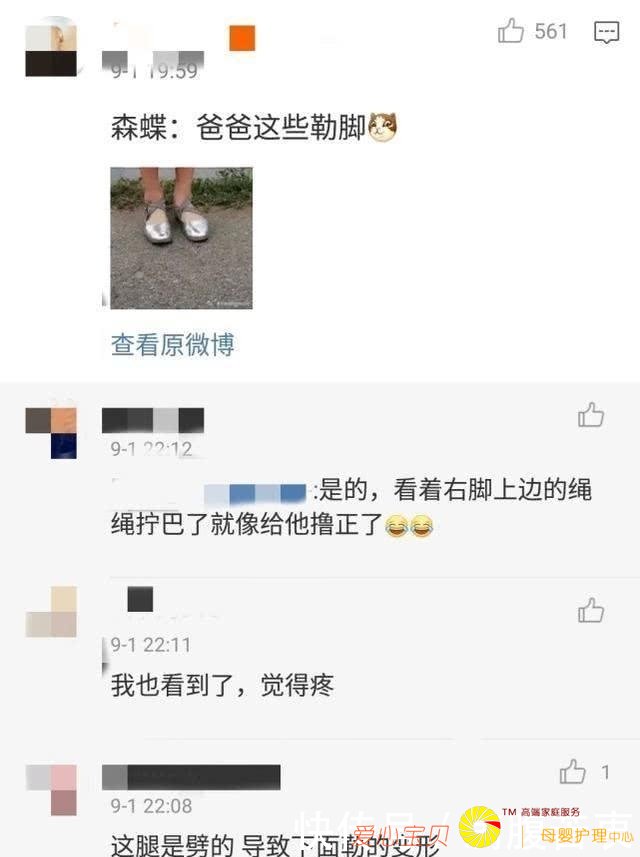 561
9-1 19:59
森蝶：爸爸这些勒脚
查看原微博
9-1 22:12
:是的，看着右脚上边的绳
绳拧巴了就像给他撸正了
9-1 22:11
我也看到了，觉得疼
1
9-1 22:08
TM 高端家庭服务
爱小宝贝
母婴护理中心
这腿是劈的 导致下面勒的变形